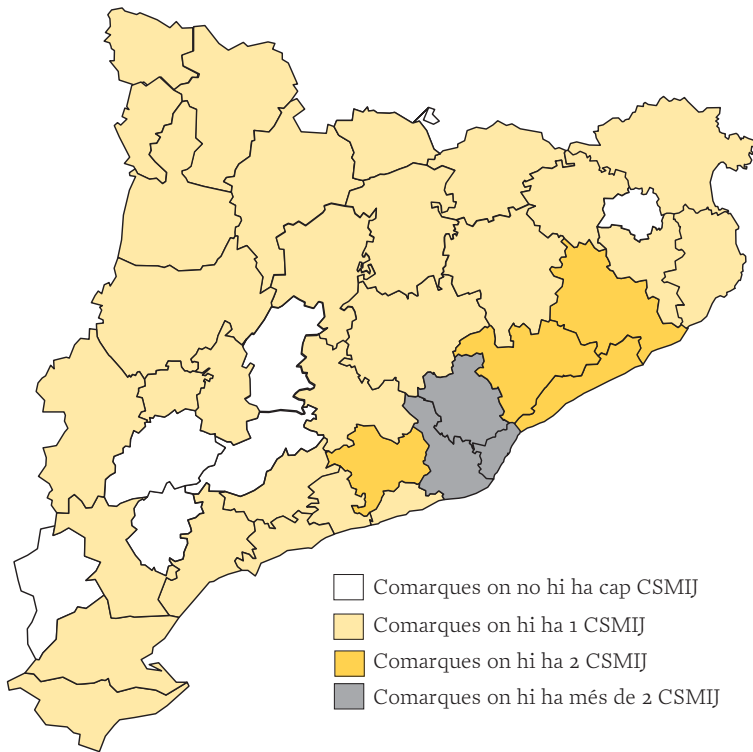 Comarques on no hi ha cap CSMIJ
Comarques on hi ha 1 CSMIJ
Comarques on hi ha 2 CSMIJ
Comarques on hi ha més de 2 CSMIJ